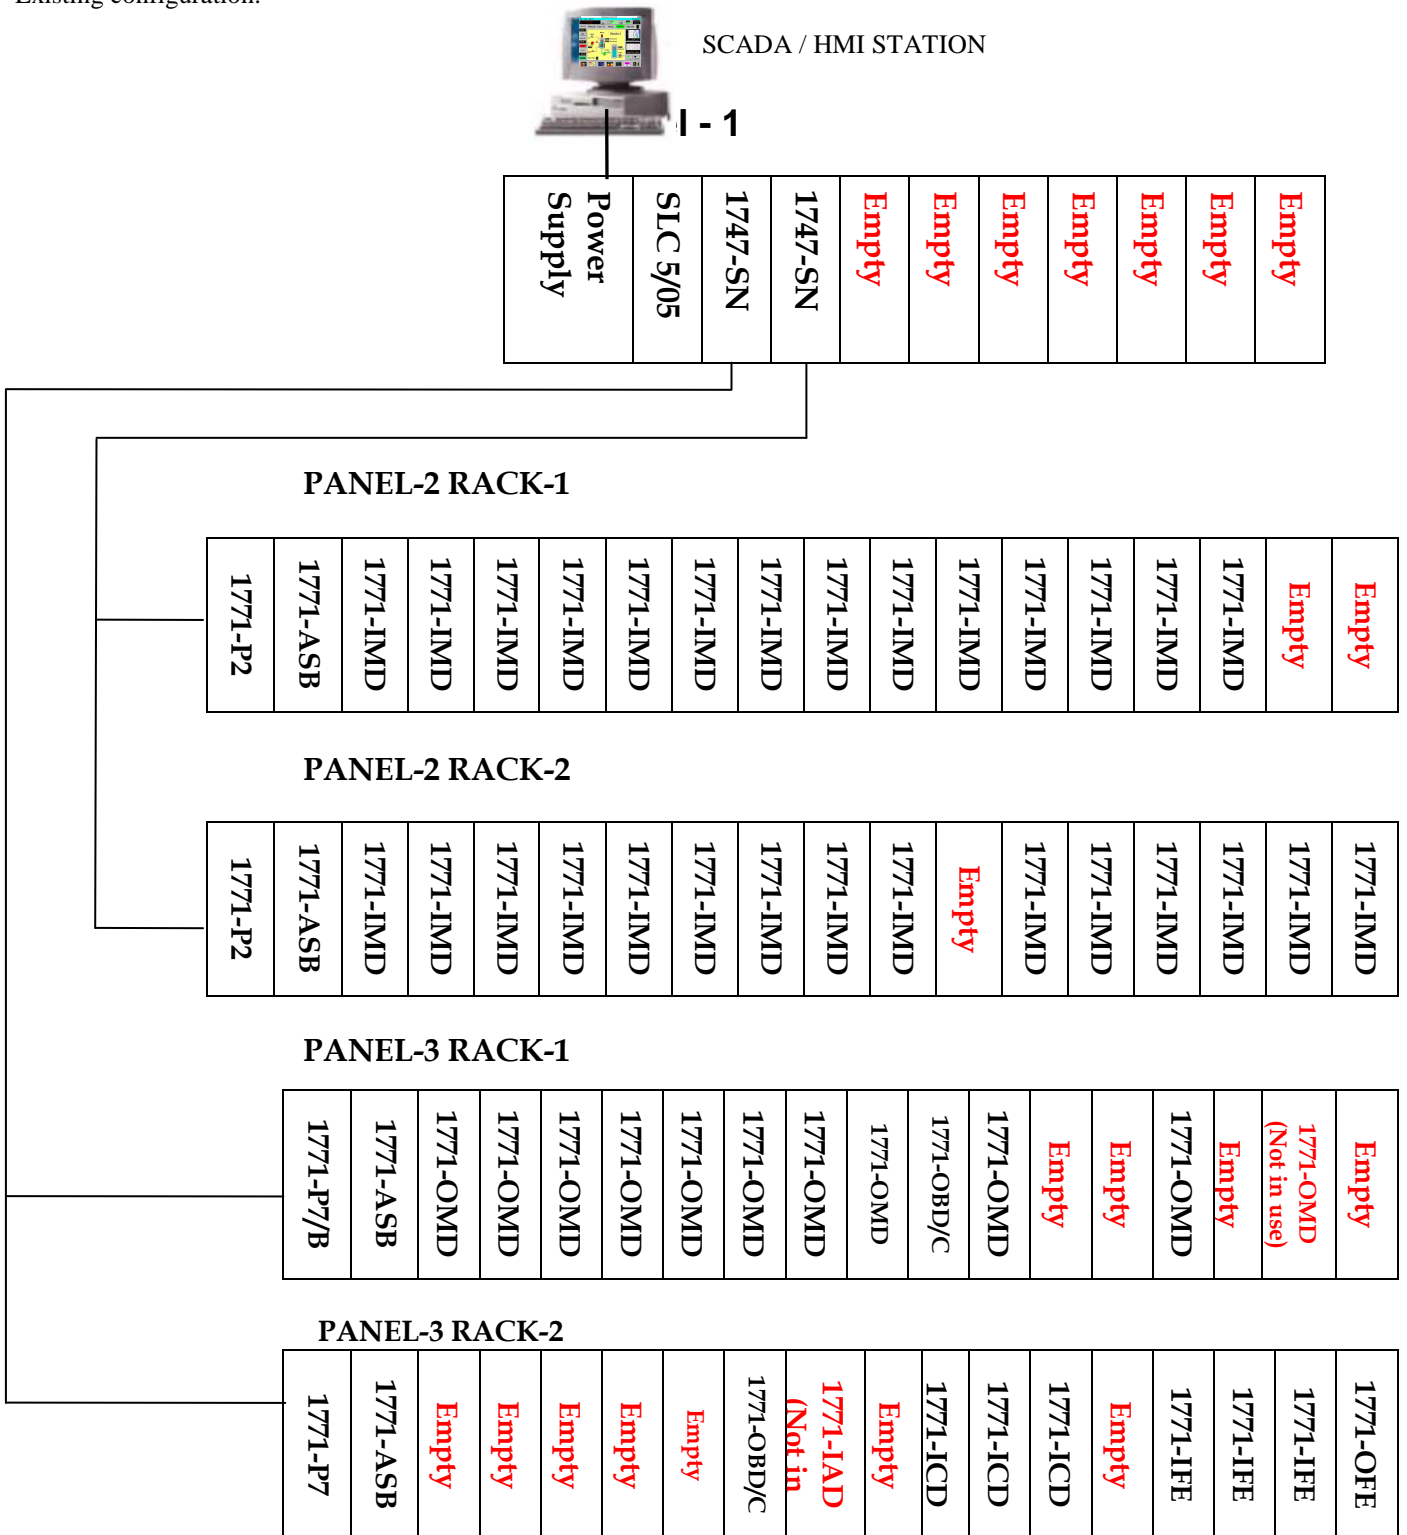 Existing configuration:
SCADA / HMI STATION
l - 1
Power
Supply
SLC 5/05
1747-SN
1747-SN
Empty
Empty
Empty
Empty
Empty
Empty
Empty
PANEL-2 RACK-1
1771-P2
1771-ASB
1771-IMD
1771-IMD
1771-IMD
1771-IMD
1771-IMD
1771-IMD
1771-IMD
1771-IMD
1771-IMD
1771-IMD
1771-IMD
1771-IMD
1771-IMD
1771-IMD
Empty
Empty
PANEL-2 RACK-2
1771-P2
1771-ASB
1771-IMD
1771-IMD
1771-IMD
1771-IMD
1771-IMD
1771-IMD
1771-IMD
1771-IMD
1771-IMD
Empty
1771-IMD
1771-IMD
1771-IMD
1771-IMD
1771-IMD
1771-IMD
PANEL-3 RACK-1
1771-P7/B
1771-ASB
1771-OMD
1771-OMD
1771-OMD
1771-OMD
1771-OMD
1771-OMD
1771-OMD
1771-OMD
1771-OBD/C
1771-OMD
Empty
Empty
1771-OMD
Empty
1771-OMD
(Not in use)
Empty
PANEL-3 RACK-2
1771-P7
1771-ASB
Empty
Empty
Empty
Empty
Empty
1771-OBD/C
1771-IAD
(Not in
Empty
1771-ICD
1771-ICD
1771-ICD
Empty
1771-IFE
1771-IFE
1771-IFE
1771-OFE